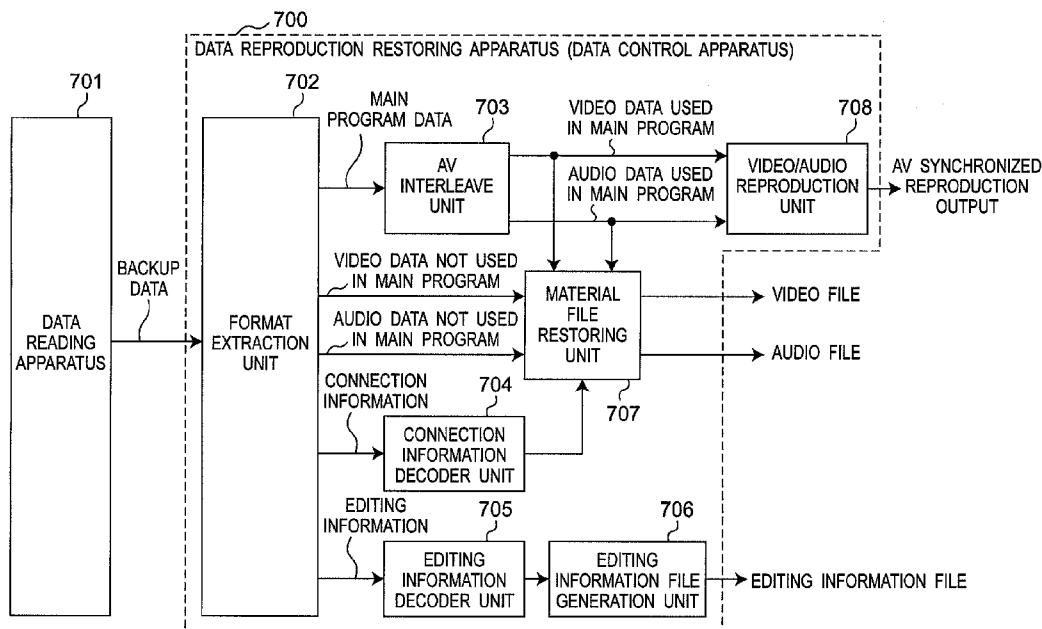 700
DATA REPRODUCTION RESTORING APPARATUS (DATA CONTROL APPARATUS)
701
702
MAIN
PROGRAM DATA
703
VIDEO DATA USED
IN MAIN PROGRAM
708
AV
INTERLEAVE
UNIT
AUDIO DATA USED
IN MAIN PROGRAM
VIDEO/AUDIO
REPRODUCTION
UNIT
AV SYNCHRONIZED
REPRODUCTION
OUTPUT
BACKUP
DATA
VIDEO DATA NOT USED
IN MAIN PROGRAM
AUDIO DATA NOT USED
IN MAIN PROGRAM
MATERIAL
FILE
RESTORING
UNIT
707
VIDEO FILE
AUDIO FILE
DATA
READING
APPARATUS
FORMAT
EXTRACTION
UNIT
CONNECTION
INFORMATION
704
CONNECTION
INFORMATION
DECODER UNIT
EDITING
INFORMATION
705
EDITING
INFORMATION
DECODER UNIT
706
EDITING
INFORMATION FILE
GENERATION UNIT
EDITING INFORMATION FILE